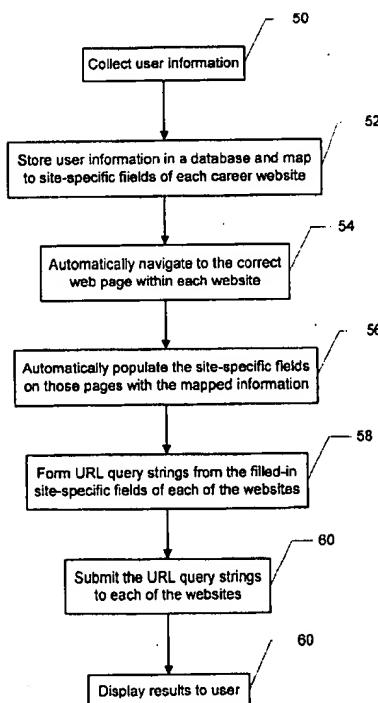 50
Collect user information
52
Store user information in a database and map
to site-specific fiields of each career website
54
Automatically navigate to the correct
web page within each website
56
Automatically populate the site-specific fields
on those pages with the mapped information
58
Form URL query strings from the filled-in
site-specific fields of each of the websites
60
Submit the URL query strings
to each of the websites
60
Display results to user